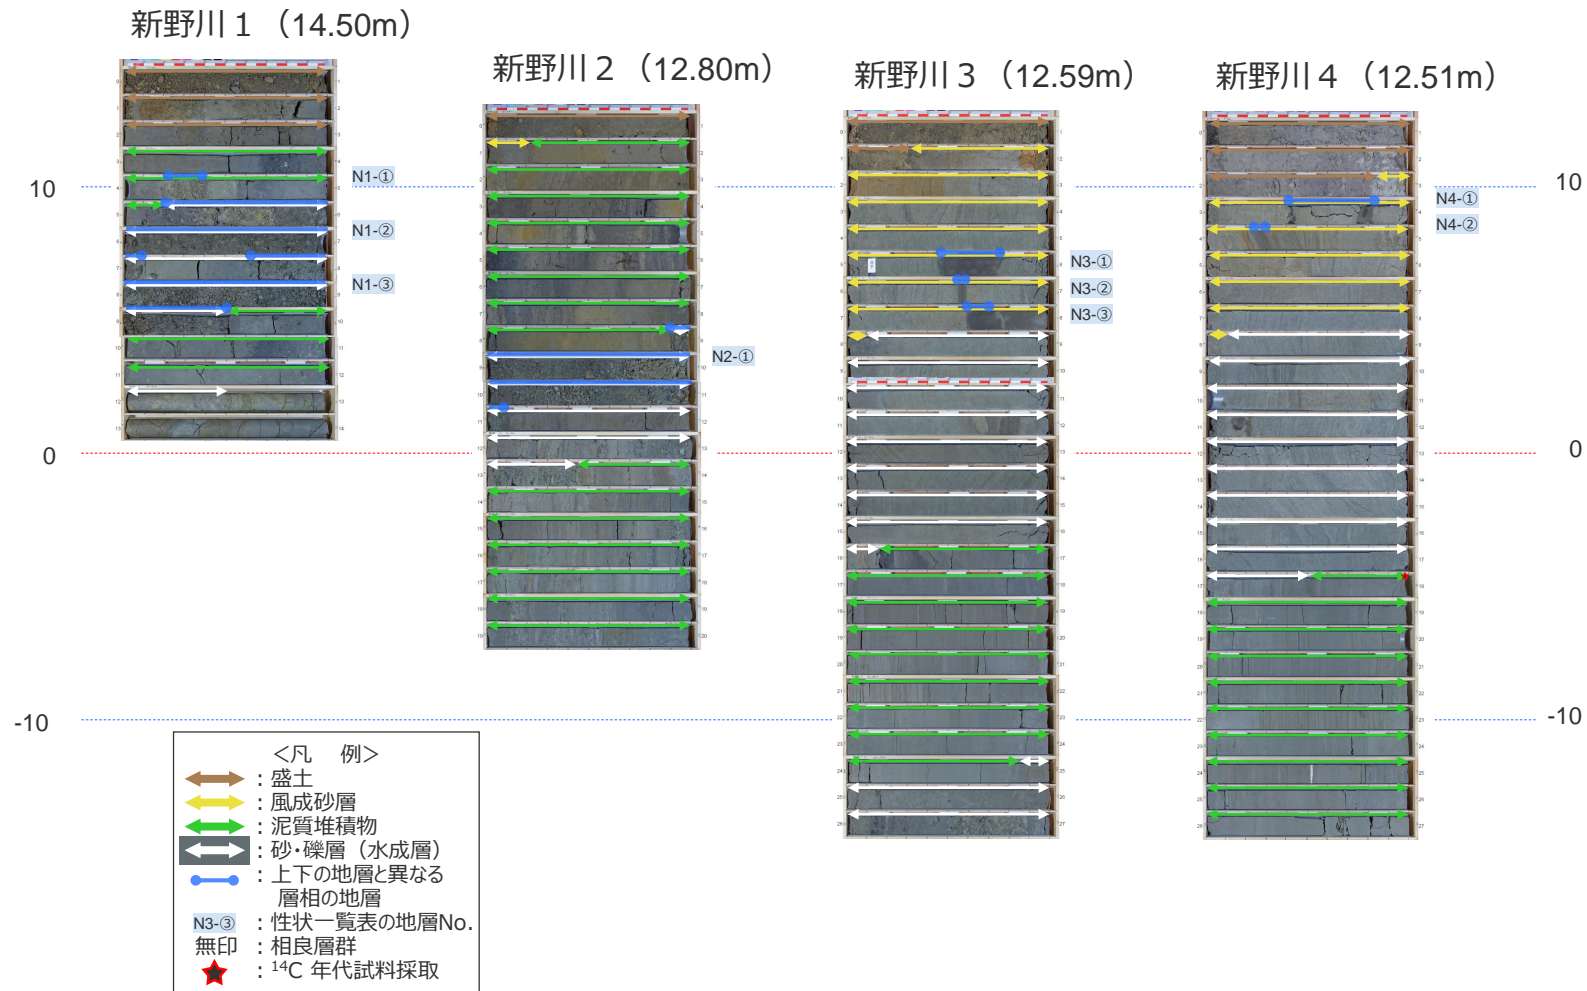 新野川１（14.50m）
新野川２（12.80m）
新野川３（12.59m）
新野川４（12.51m）
10
0
-10
N1-①
N1-②
N1-③
N2-①
N3-①
N3-②
N3-③
N4-①
N4-②
10
0
-10
＜凡　例＞
：盛土
：風成砂層
：泥質堆積物
：砂・礫層（水成層）
：上下の地層と異なる
層相の地層
N3-③ ：性状一覧表の地層No.
無印 ：相良層群
：14C 年代試料採取